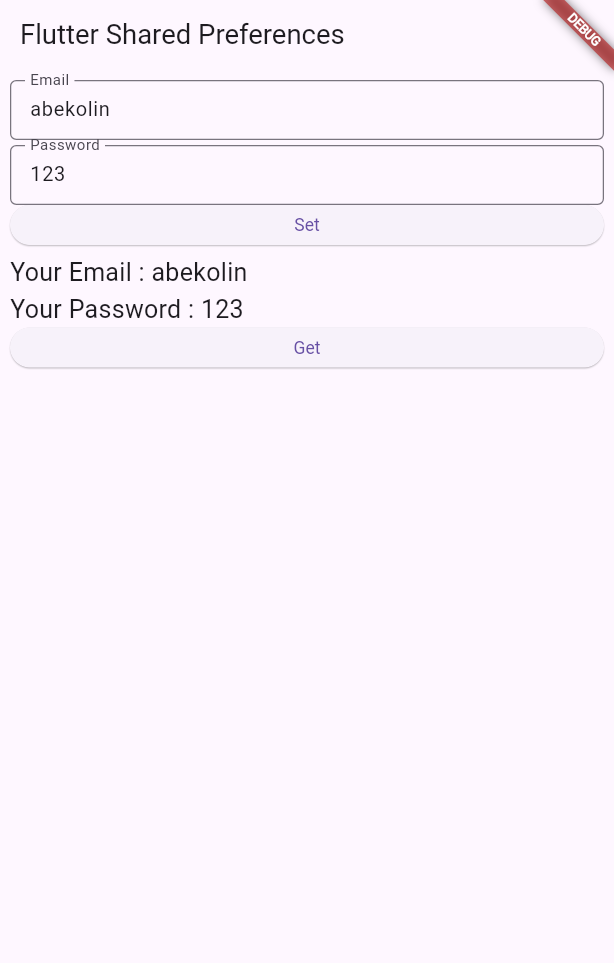 Flutter Shared Preferences
DEBUG
Email
abekolin
Password
123
Set
Your Email : abekolin
Your Password : 123
Get